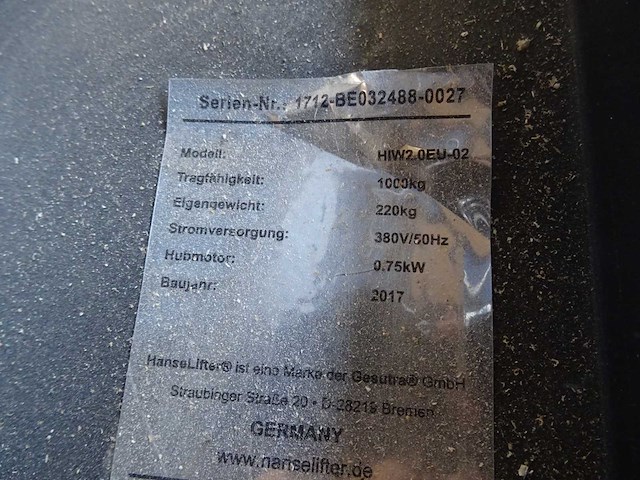 Serien-Nr.: 1712-BE032488-0027
Modell: HIW2.0EU-02
Tragfähigkeit: 1000kg
Eigengewicht: 220kg
Stromversorgung: 380V/50Hz
Hubmotor: 0.75kW
Baujahr: 2017
HanseLifter® ist eine Marke der Gesutra® GmbH
Straubinger Straße 20 • D-28219 Bremen
GERMANY
www.hanselifter.de